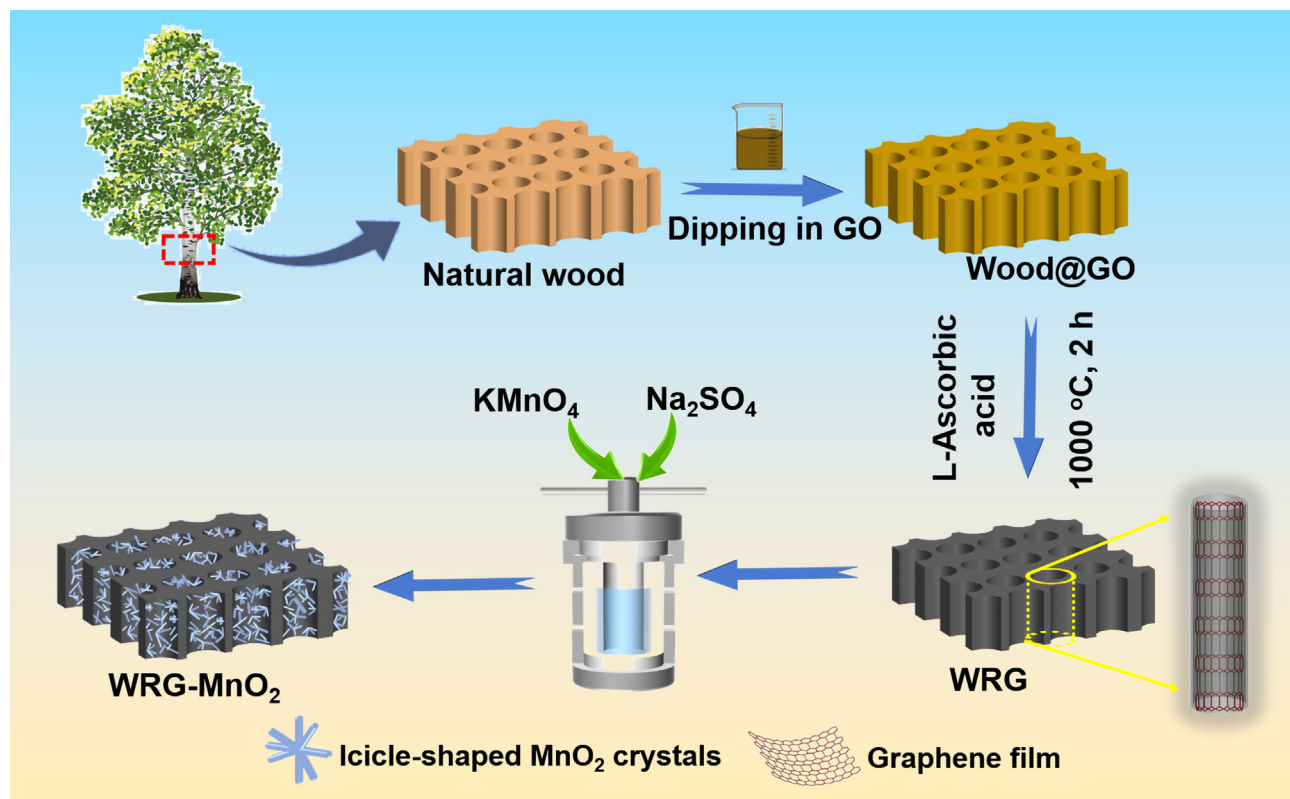 Dipping in GO
Natural wood
Wood@GO
L-Ascorbic
acid
1000 °C, 2 h
KMnO₄
Na₂SO₄
WRG
WRG-MnO₂
Icicle-shaped MnO₂ crystals
Graphene film